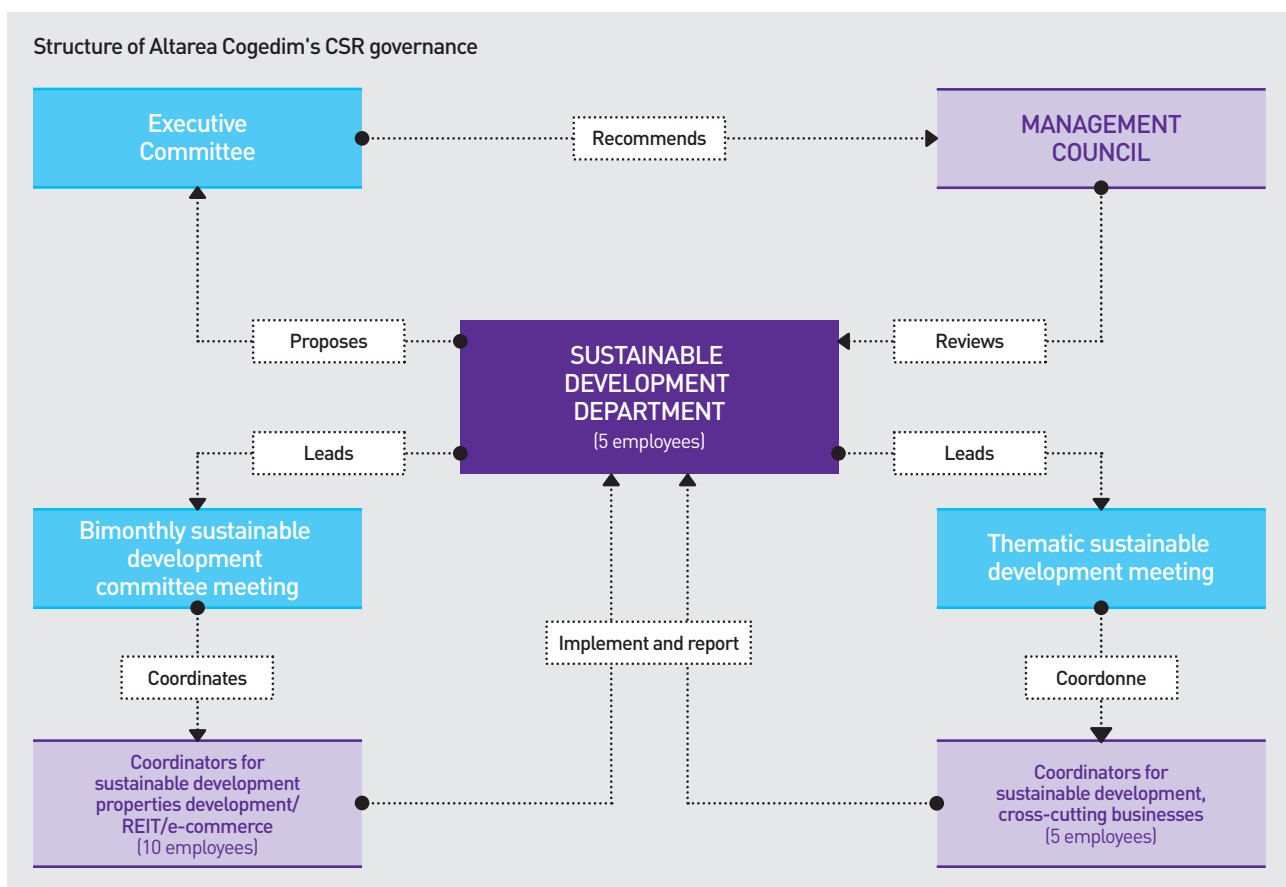 Structure of Altarea Cogedim's CSR governance
Executive
Committee
Recommends
MANAGEMENT
COUNCIL
Proposes
SUSTAINABLE
DEVELOPMENT
DEPARTMENT
(5 employees)
Reviews
Leads
Leads
Bimonthly sustainable
development
committee meeting
Thematic sustainable
development meeting
Implement and report
Coordinates
Coordonne
Coordinators for
sustainable development
properties development/
REIT/e-commerce
(10 employees)
Coordinators for
sustainable development,
cross-cutting businesses
(5 employees)